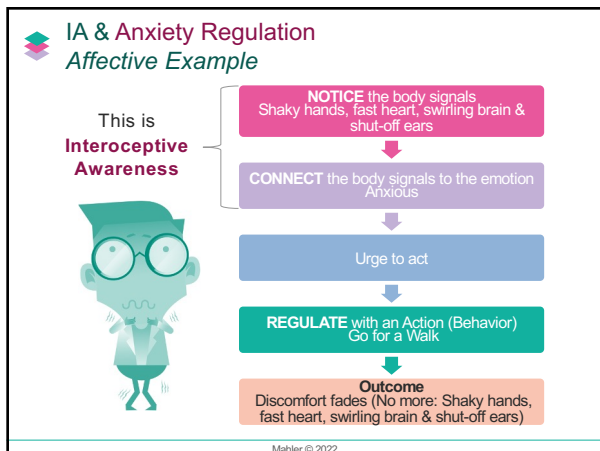 IA & Anxiety Regulation
Affective Example
This is
Interoceptive
Awareness
NOTICE the body signals
Shaky hands, fast heart, swirling brain &
shut-off ears
CONNECT the body signals to the emotion
Anxious
Urge to act
REGULATE with an Action (Behavior)
Go for a Walk
Outcome
Discomfort fades (No more: Shaky hands,
fast heart, swirling brain & shut-off ears)
Mahler © 2022